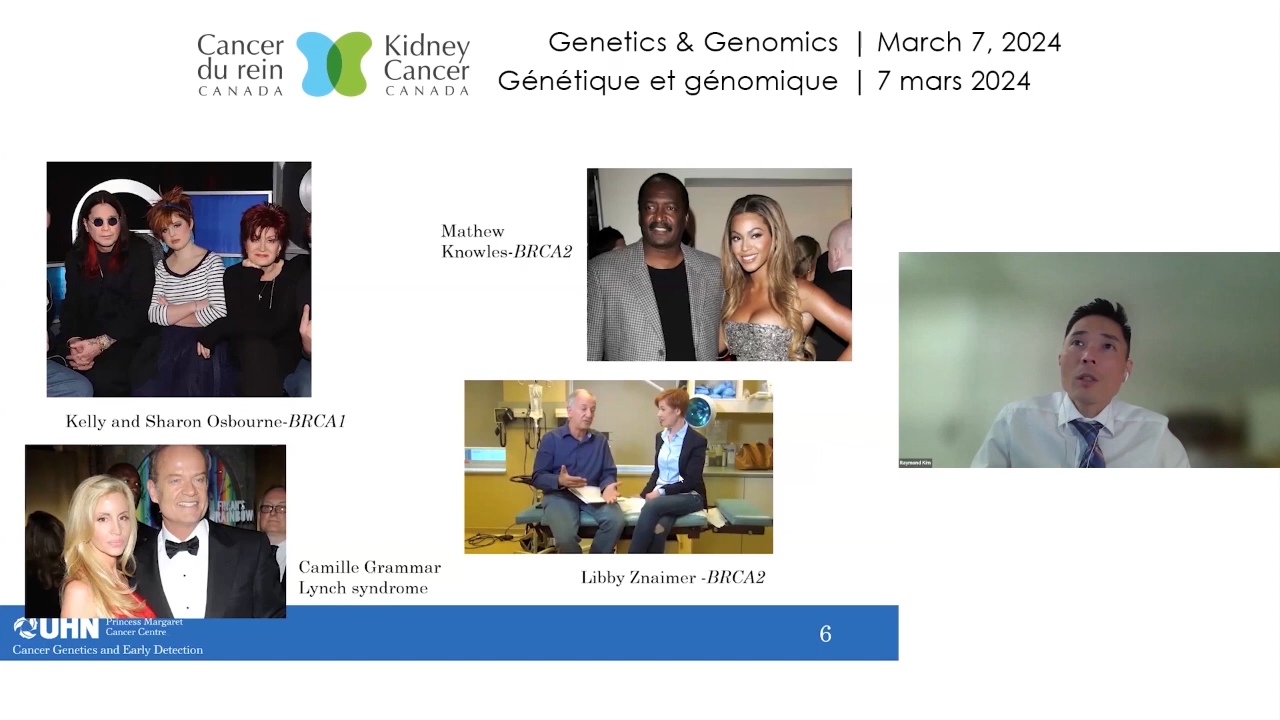 Cancer
du rein
CANADA
Kidney
Cancer
CANADA
Genetics & Genomics | March 7, 2024
Génétique et génomique | 7 mars 2024
Mathew
Knowles-BRCA2
Kelly and Sharon Osbourne-BRCA1
Camille Grammar
Lynch syndrome
Libby Znaimer -BRCA2
UHN
Princess Margaret
Cancer Centre
Cancer Genetics and Early Detection
6
Raymond Kim